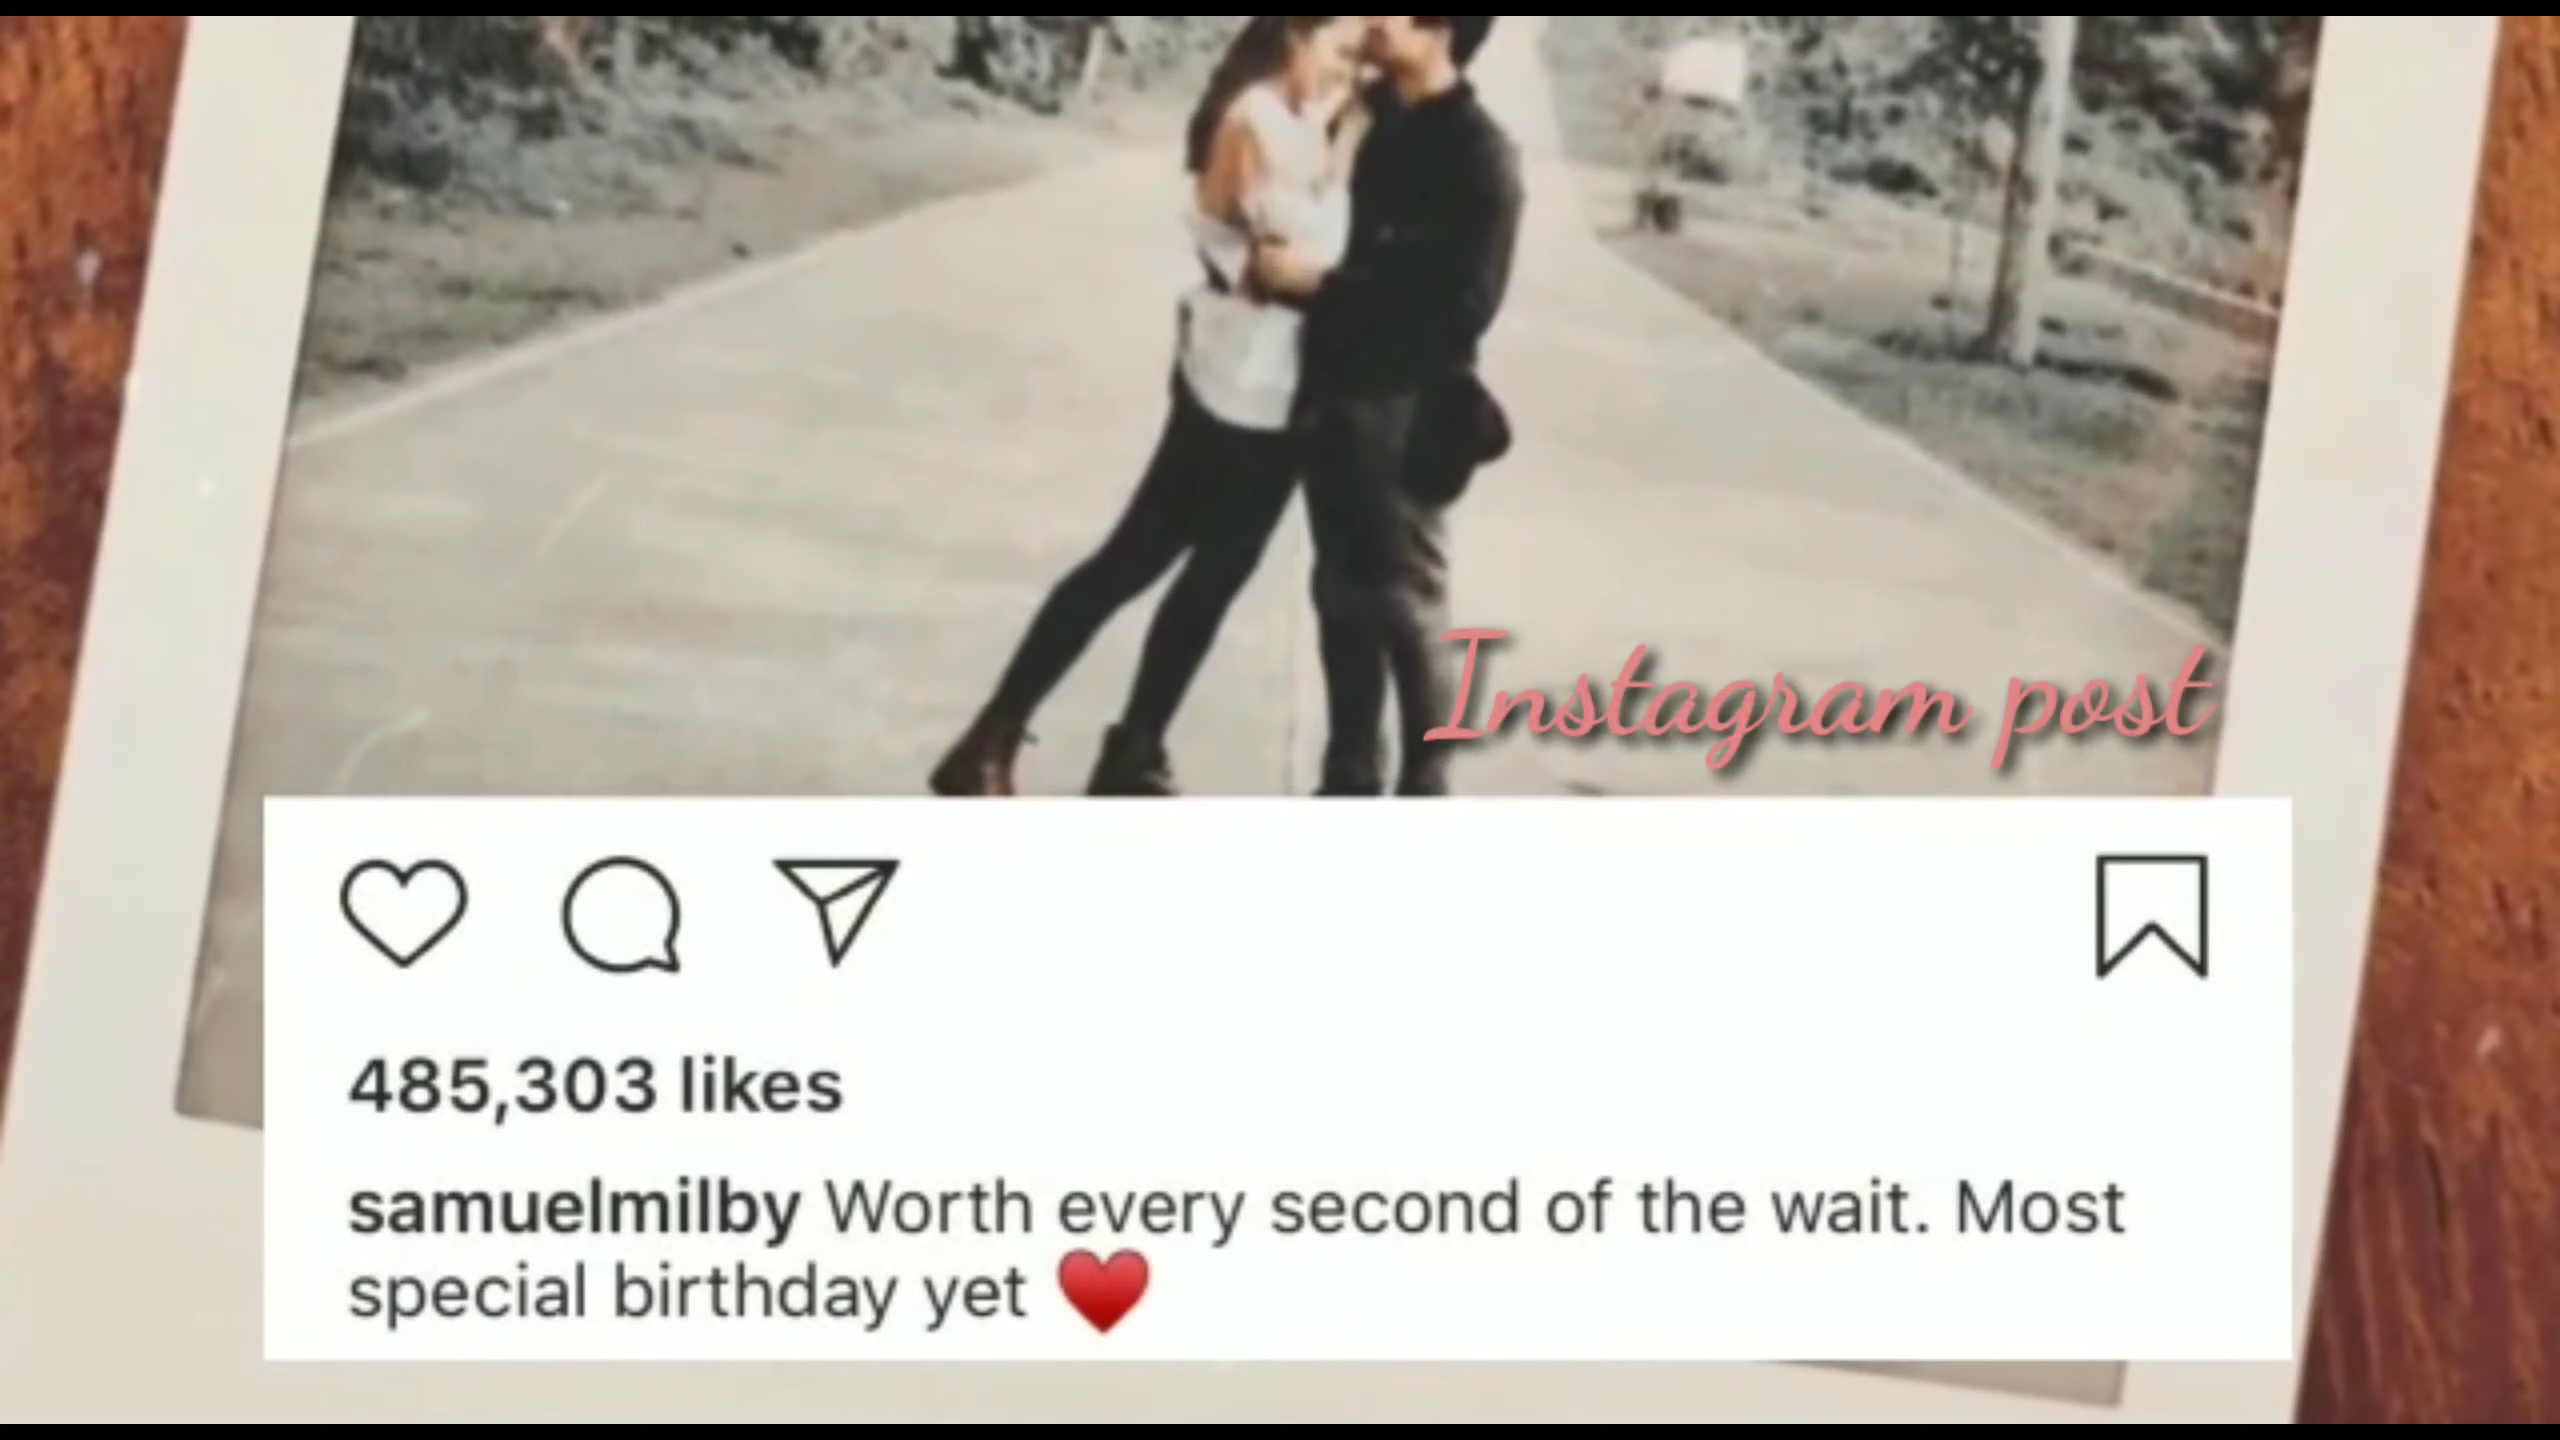 Instagram post
485,303 likes
samuelmilby Worth every second of the wait. Most
special birthday yet ♥️